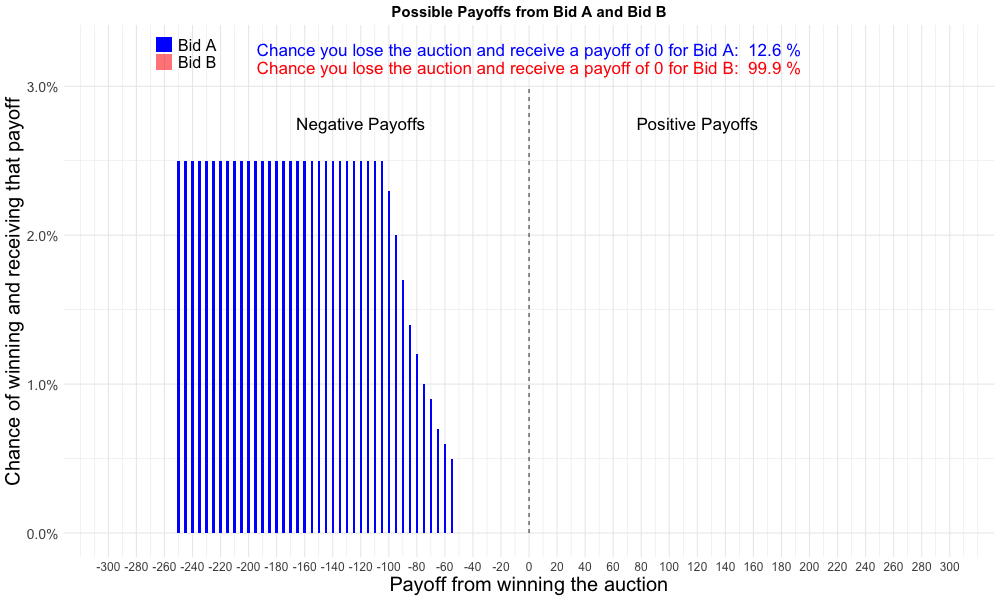 Possible Payoffs from Bid A and Bid B
Bid A
Bid B
Chance you lose the auction and receive a payoff of 0 for Bid A:  12.6 %
Chance you lose the auction and receive a payoff of 0 for Bid B:  99.9 %
Negative Payoffs
Positive Payoffs
Chance of winning and receiving that payoff
3.0%
2.0%
1.0%
0.0%
-300 -280 -260 -240 -220 -200 -180 -160 -140 -120 -100 -80 -60 -40 -20 0 20 40 60 80 100 120 140 160 180 200 220 240 260 280 300
Payoff from winning the auction